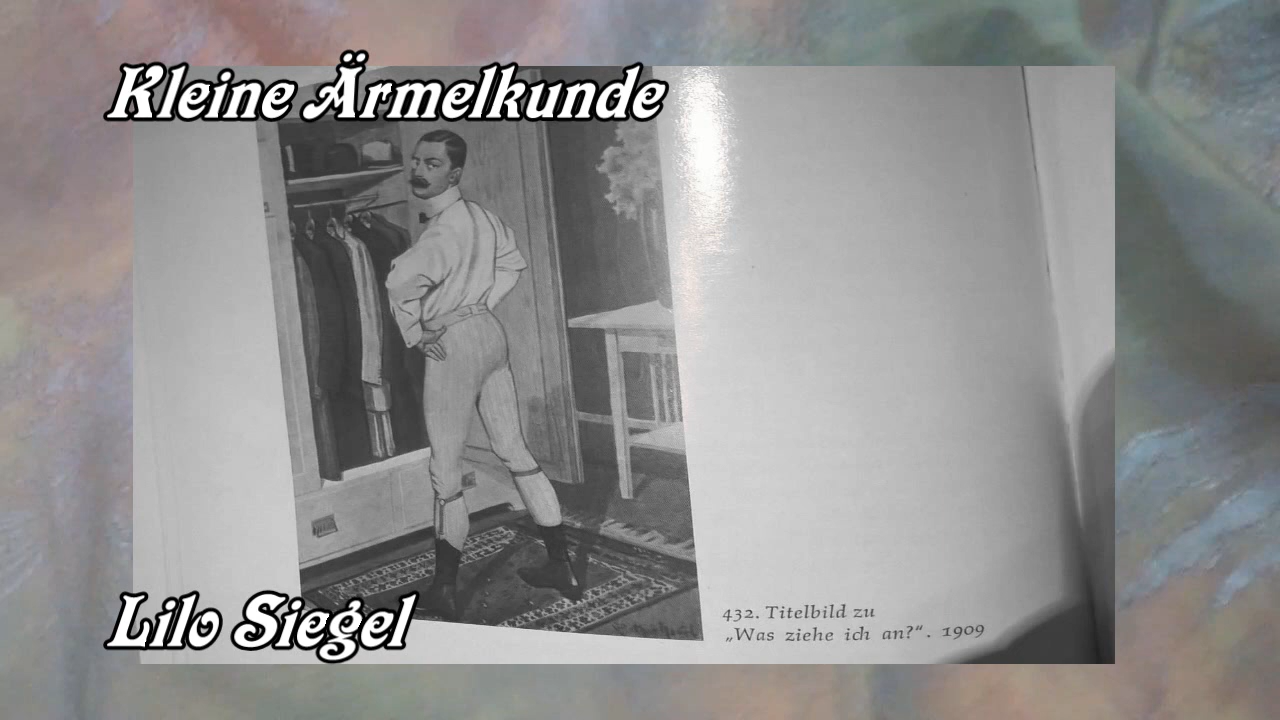 Kleine Ärmelkunde
Lilo Siegel
432. Titelbild zu
„Was ziehe ich an?“. 1909